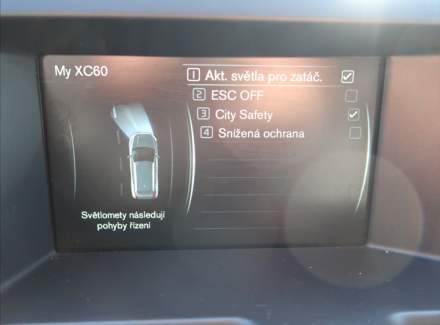 My XC60
1 Akt. světla pro zatáč.
2 ESC OFF
3 City Safety
4 Snížená ochrana
Světlomety následují
pohyby řízení